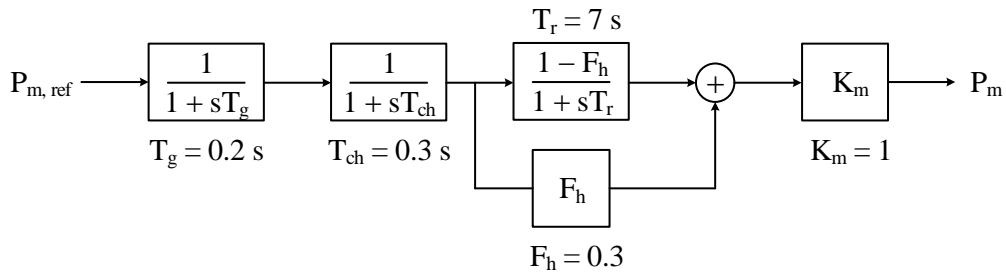 T_r = 7 s
P_m, ref
1
1 + sT_g
1
1 + sT_ch
1 − F_h
1 + sT_r
+
K_m
P_m
T_g = 0.2 s
T_ch = 0.3 s
K_m = 1
F_h
F_h = 0.3